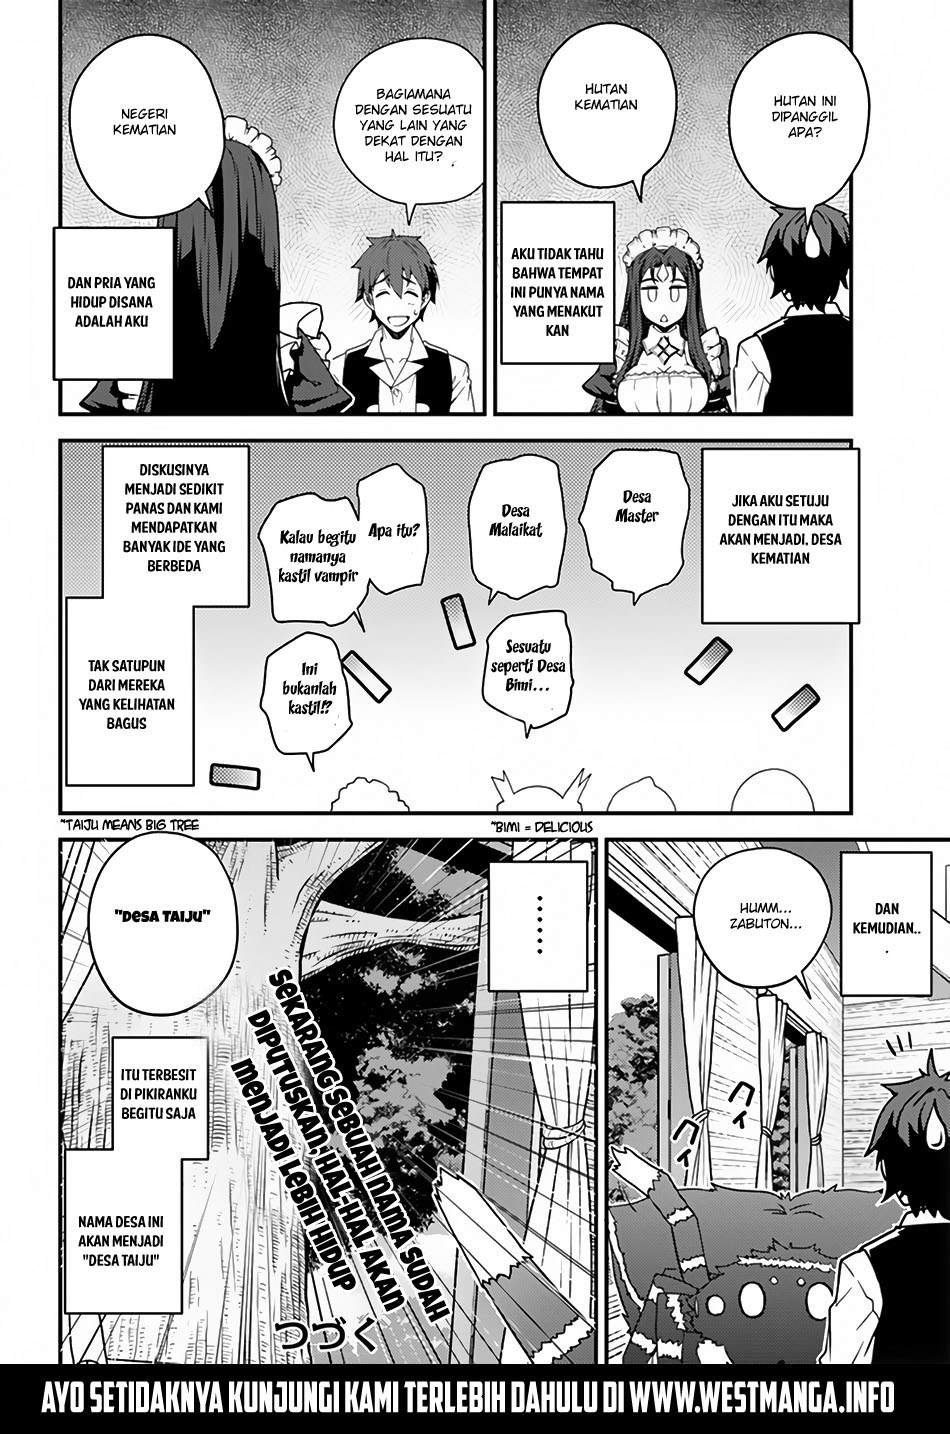 HUTAN INI
DIPANGGIL
APA?
HUTAN
KEMATIAN
AKU TIDAK TAHU
BAHWA TEMPAT
INI PUNYA NAMA
YANG MENAKUT
KAN
BAGIAMANA
DENGAN SESUATU
YANG LAIN YANG
DEKAT DENGAN
HAL ITU?
NEGERI
KEMATIAN
DAN PRIA YANG
HIDUP DISANA
ADALAH AKU
JIKA AKU SETUJU
DENGAN ITU MAKA
AKAN MENJADI, DESA
KEMATIAN
Desa
Master
Desa
Malaikat
Sesuatu
seperti Desa
Bimi...
Apa itu?
Kalau begitu
namanya
kastil vampir
Ini
bukanlah
kastil!?
DISKUSINYA
MENJADI SEDIKIT
PANAS DAN KAMI
MENDAPATKAN
BANYAK IDE YANG
BERBEDA
TAK SATUPUN
DARI MEREKA
YANG KELIHATAN
BAGUS
*BIMI = DELICIOUS
*TAIJU MEANS BIG TREE
DAN
KEMUDIAN..
HUMM...
ZABUTON...
クイ
クイ
........
"DESA TAIJU"
ITU TERBESIT
DI PIKIRANKU
BEGITU SAJA
NAMA DESA INI
AKAN MENJADI
"DESA TAIJU"
SEKARANG SEBUAH NAMA SUDAH
DIPUTUSKAN, HAL-HAL AKAN
MENJADI LEBIH HIDUP
つづく
AYO SETIDAKNYA KUNJUNGI KAMI TERLEBIH DAHULU DI WWW.WESTMANGA.INFO